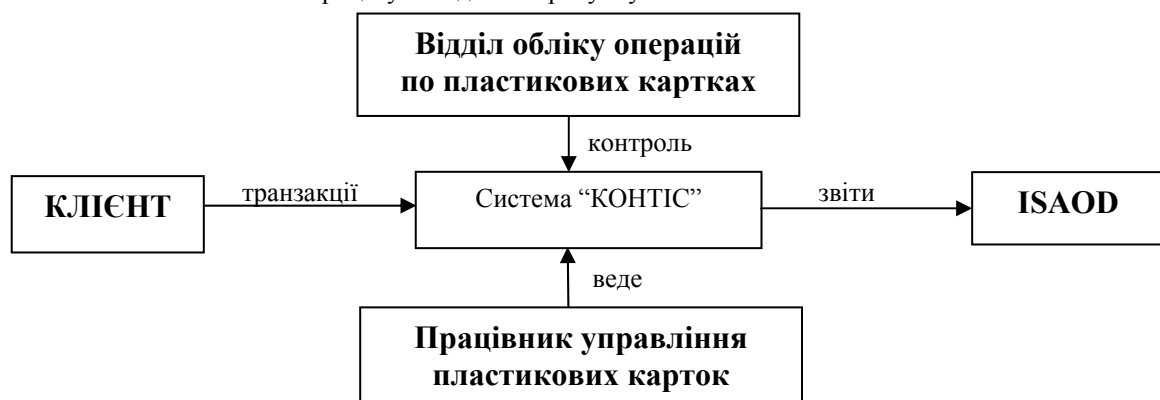 Відділ обліку операцій
по пластикових картках
контроль
КЛІЄНТ
транзакції
Система “КОНТІС”
звіти
ISAOD
веде
Працівник управління
пластикових карток